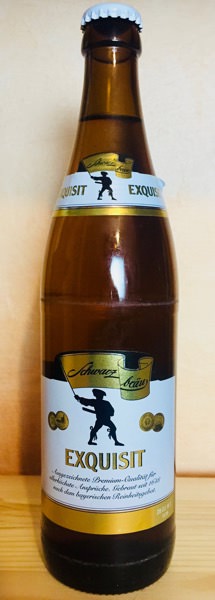 Schwarz
bräu
QUISIT
EXQUISIT
Schwarz
bräu
EXQUISIT
Ausgezeichnete Premium-Qualität für
allerhöchste Ansprüche. Gebraut seit 1648
nach dem bayerischen Reinheitsgebot.